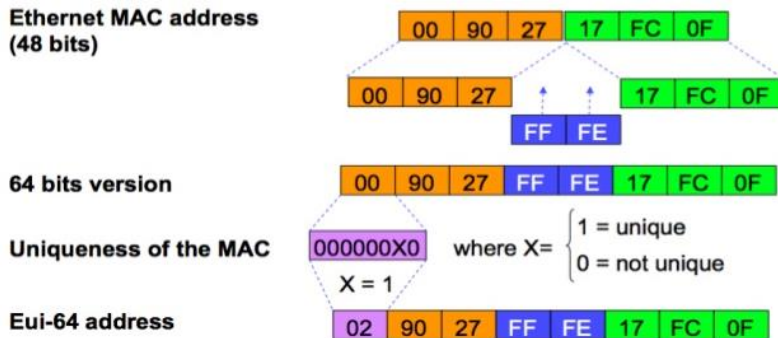 Ethernet MAC address
(48 bits)
00 90 27 17 FC 0F
00 90 27 17 FC 0F
FF FE
64 bits version
00 90 27 FF FE 17 FC 0F
Uniqueness of the MAC
000000X0 where X= 1 = unique
0 = not unique
X = 1
Eui-64 address
02 90 27 FF FE 17 FC 0F